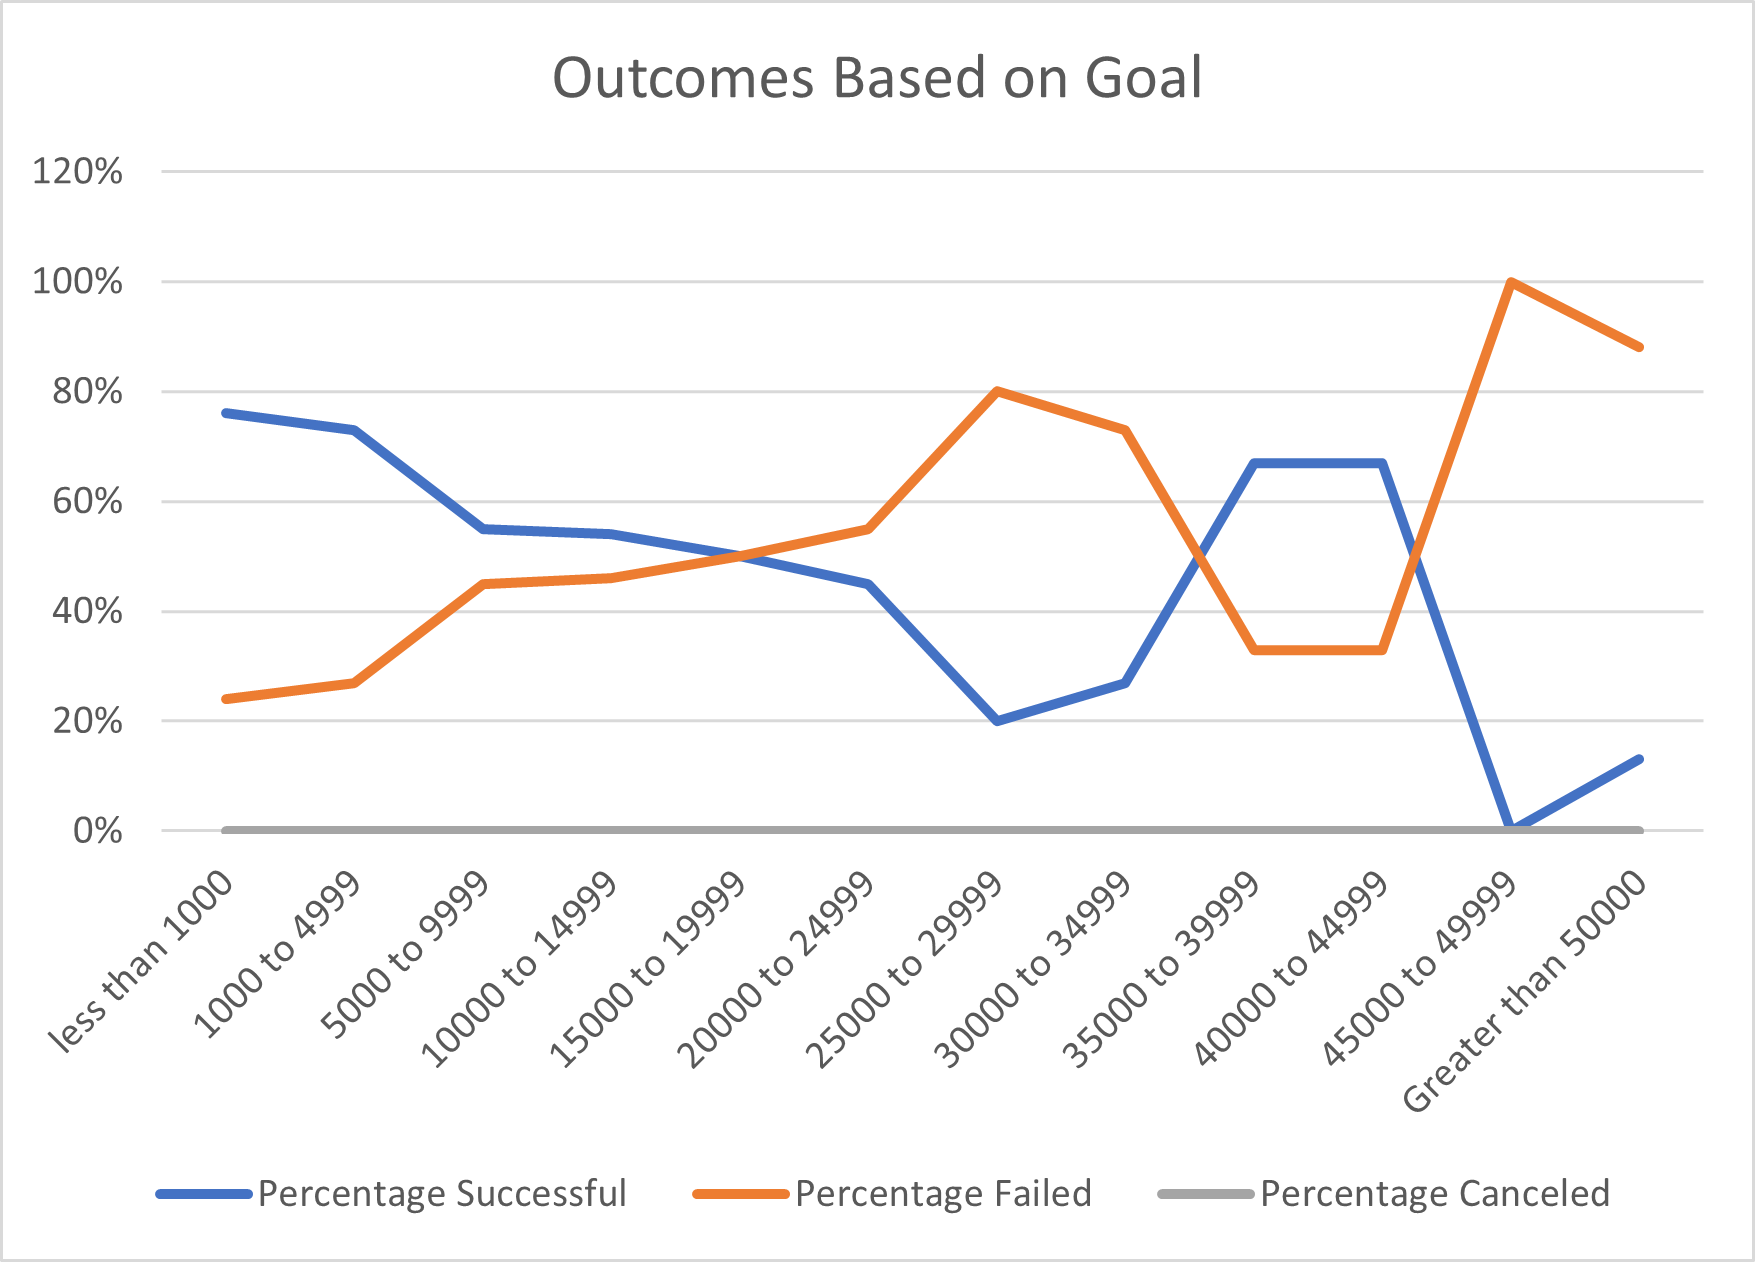 Outcomes Based on Goal
120%
100%
80%
60%
40%
20%
0%
less than 1000
1000 to 4999
5000 to 9999
10000 to 14999
15000 to 19999
20000 to 24999
25000 to 29999
30000 to 34999
35000 to 39999
40000 to 44999
45000 to 49999
Greater than 50000
Percentage Successful
Percentage Failed
Percentage Canceled